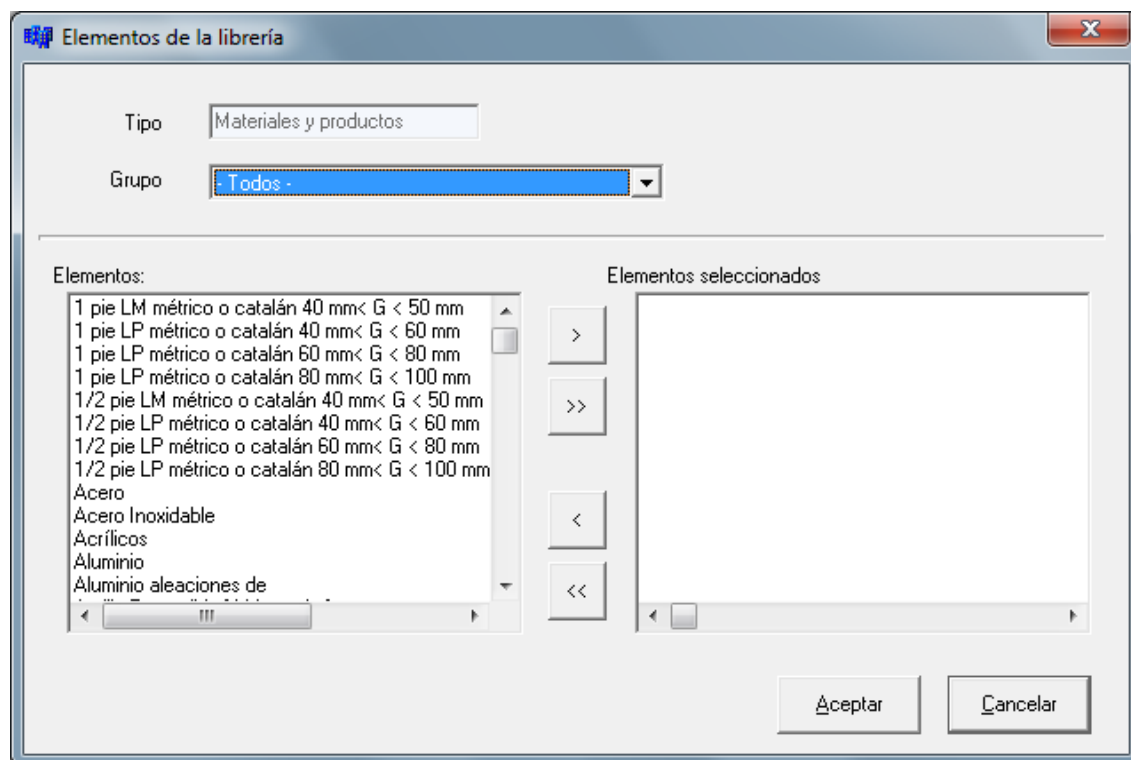 Elementos de la librería
Tipo
Materiales y productos
Grupo
- Todos -
Elementos:
1 pie LM métrico o catalán 40 mm< G < 50 mm
1 pie LP métrico o catalán 40 mm< G < 60 mm
1 pie LP métrico o catalán 60 mm< G < 80 mm
1 pie LP métrico o catalán 80 mm< G < 100 mm
1/2 pie LM métrico o catalán 40 mm< G < 50 mm
1/2 pie LP métrico o catalán 40 mm< G < 60 mm
1/2 pie LP métrico o catalán 60 mm< G < 80 mm
1/2 pie LP métrico o catalán 80 mm< G < 100 mm
Acero
Acero Inoxidable
Acrílicos
Aluminio
Aluminio aleaciones de
>
>>
<
<<
Elementos seleccionados
Aceptar
Cancelar